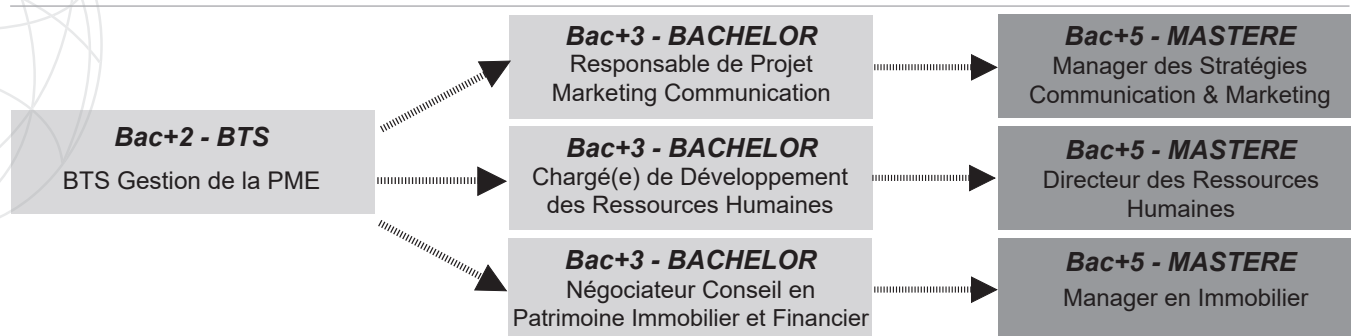 Bac+2 - BTS
BTS Gestion de la PME
Bac+3 - BACHELOR
Responsable de Projet
Marketing Communication
Bac+5 - MASTERE
Manager des Stratégies
Communication & Marketing
Bac+3 - BACHELOR
Chargé(e) de Développement
des Ressources Humaines
Bac+5 - MASTERE
Directeur des Ressources
Humaines
Bac+3 - BACHELOR
Négociateur Conseil en
Patrimoine Immobilier et Financier
Bac+5 - MASTERE
Manager en Immobilier